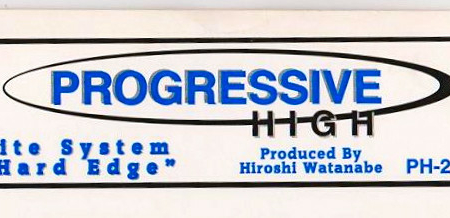 PROGRESSIVE
HIGH
ite System
Hard Edge"
Produced By
Hiroshi Watanabe
PH-2